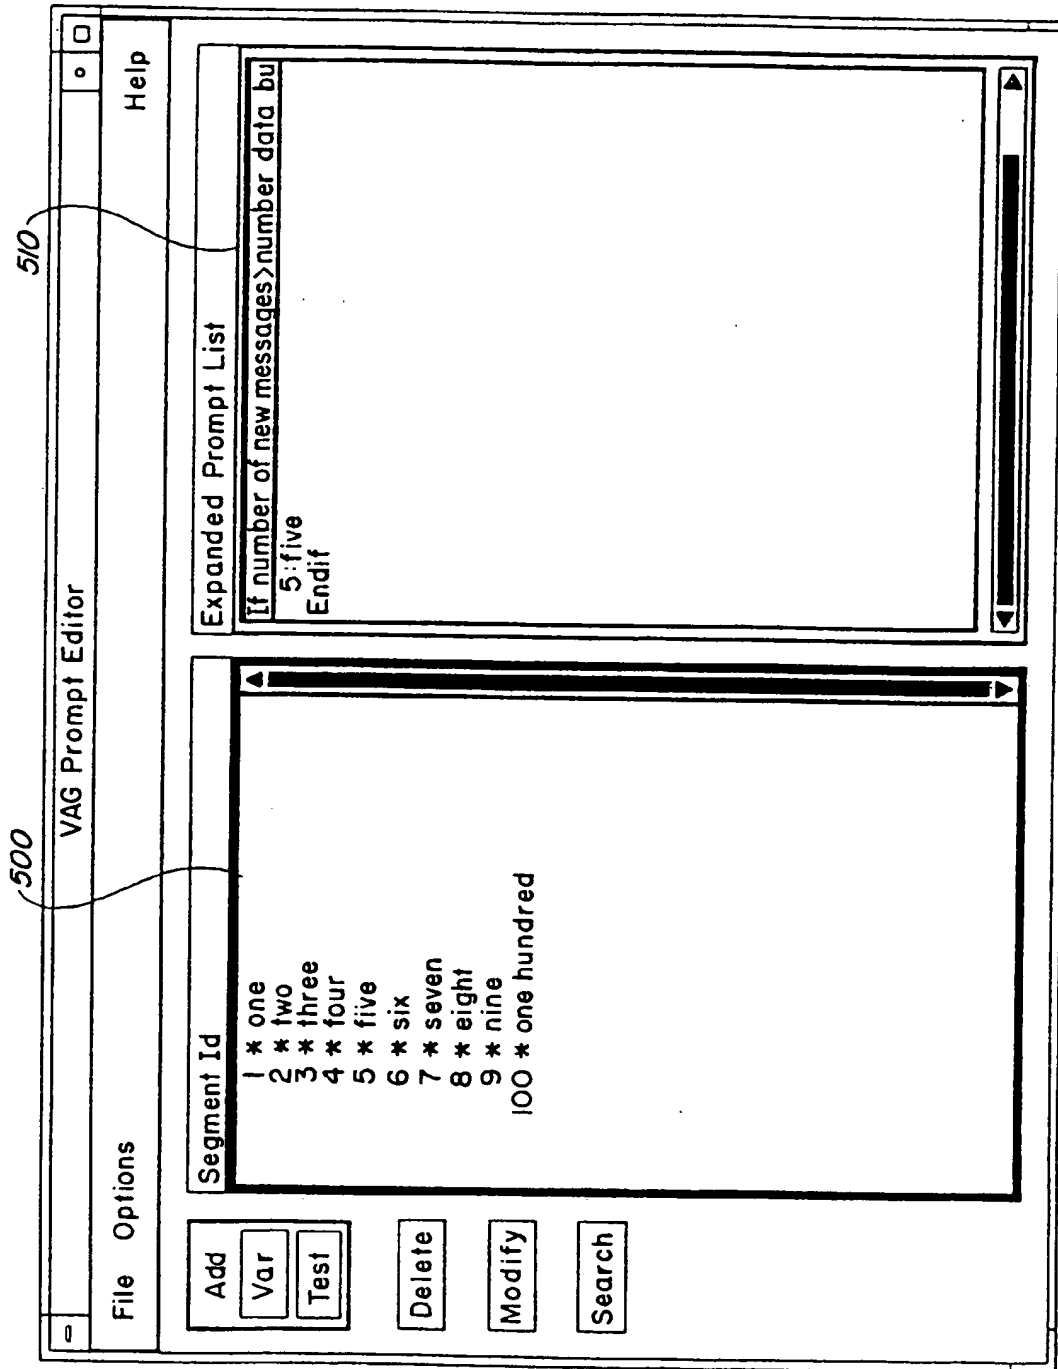 500
510
VAG Prompt Editor
File Options Help
Add
Var
Test
Delete
Modify
Search
Segment Id
1 * one
2 * two
3 * three
4 * four
5 * five
6 * six
7 * seven
8 * eight
9 * nine
100 * one hundred
Expanded Prompt List
If number of new messages>number data bu
5:five
Endif